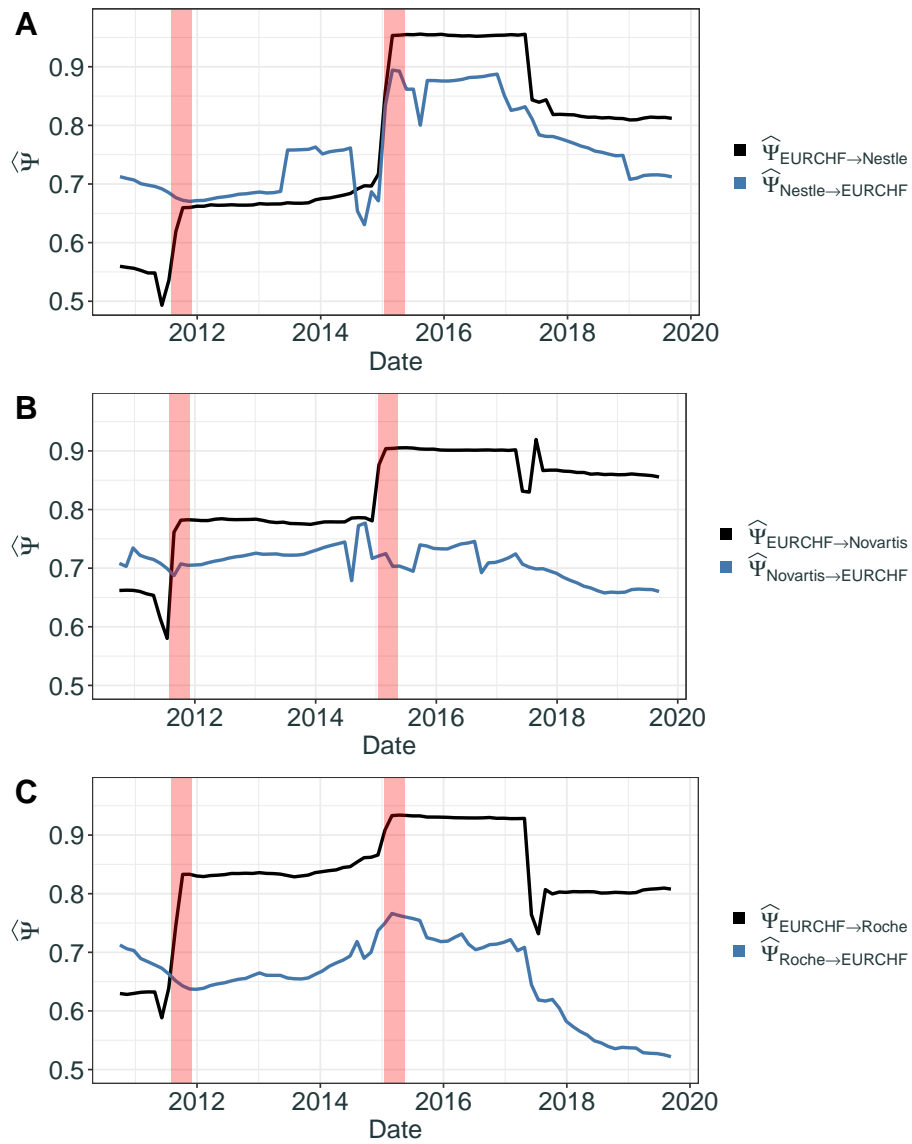 A
0.9
0.8
0.7
0.6
0.5
Ψ̂
2012 2014 2016 2018 2020
Date
Ψ̂EURCHF→Nestle
Ψ̂Nestle→EURCHF
B
0.9
0.8
0.7
0.6
0.5
Ψ̂
2012 2014 2016 2018 2020
Date
Ψ̂EURCHF→Novartis
Ψ̂Novartis→EURCHF
C
0.9
0.8
0.7
0.6
0.5
Ψ̂
2012 2014 2016 2018 2020
Date
Ψ̂EURCHF→Roche
Ψ̂Roche→EURCHF